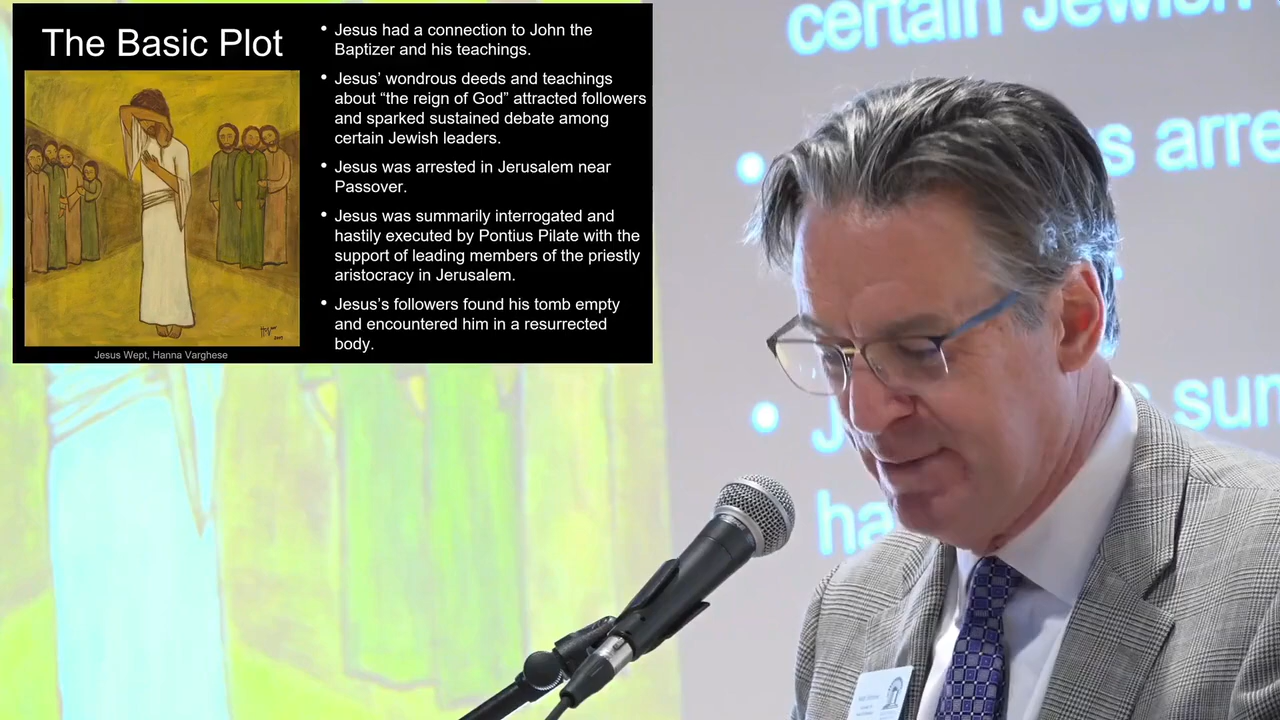 The Basic Plot
• Jesus had a connection to John the
Baptizer and his teachings.
• Jesus’ wondrous deeds and teachings
about “the reign of God” attracted followers
and sparked sustained debate among
certain Jewish leaders.
• Jesus was arrested in Jerusalem near
Passover.
• Jesus was summarily interrogated and
hastily executed by Pontius Pilate with the
support of leading members of the priestly
aristocracy in Jerusalem.
• Jesus’s followers found his tomb empty
and encountered him in a resurrected
body.
Jesus Wept, Hanna Varghese
certain Jewish
s arre
J s sum
ha